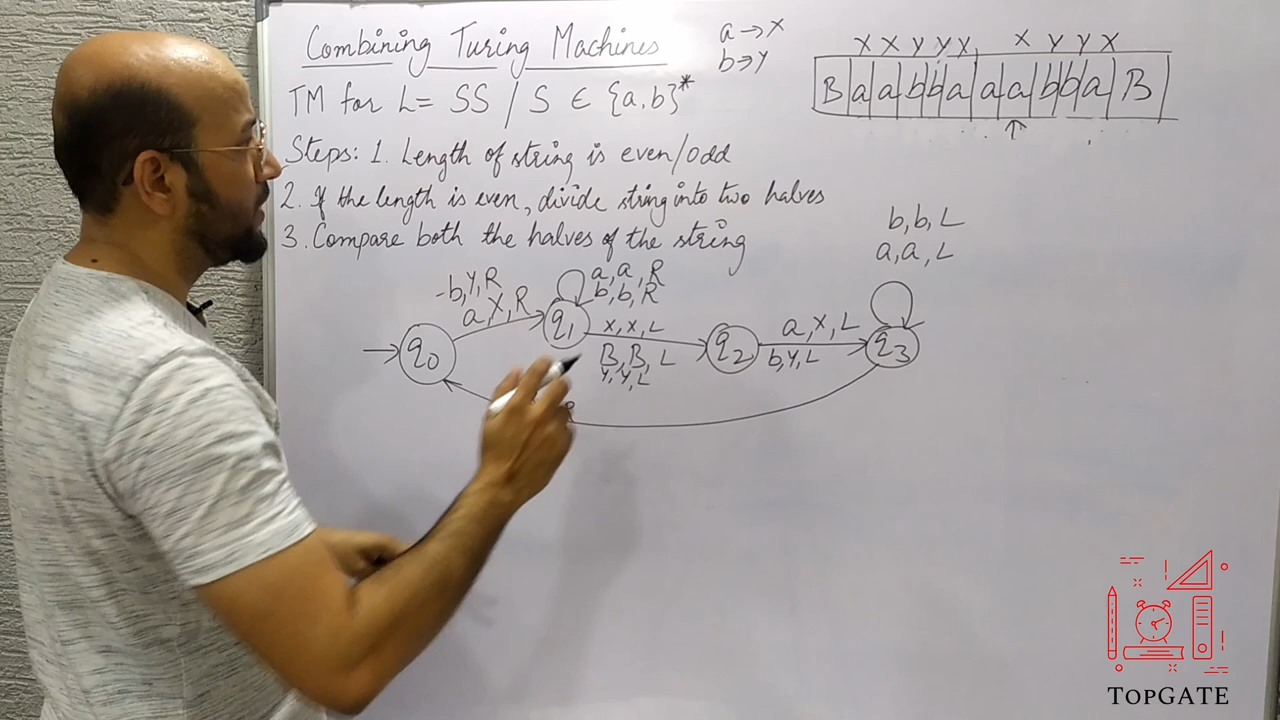 Combining Turing Machines
a → X
b → Y
X X Y Y X X Y Y X
B a a b b a a a b b a B
TM for L = SS / S ∈ {a,b}*
Steps: 1. Length of string is even/odd
2. If the length is even, divide string into two halves
3. Compare both the halves of the string
b,b,L
a,a,L
b,Y,R
a,X,R
a,a,R
b,b,R
q0
q1
X,X,L
B,B,L
Y,Y,L
q2
a,X,L
b,Y,L
q3
TOPGATE